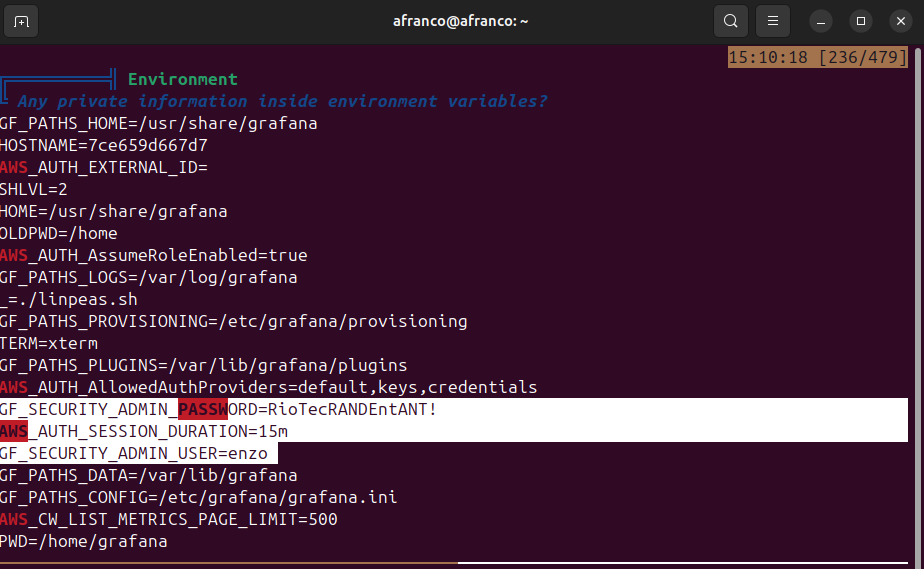 afranco@afranco: ~
15:10:18 [236/479]
Environment
Any private information inside environment variables?
GF_PATHS_HOME=/usr/share/grafana
HOSTNAME=7ce659d667d7
AWS_AUTH_EXTERNAL_ID=
SHLVL=2
HOME=/usr/share/grafana
OLDPWD=/home
AWS_AUTH_AssumeRoleEnabled=true
GF_PATHS_LOGS=/var/log/grafana
_=./linpeas.sh
GF_PATHS_PROVISIONING=/etc/grafana/provisioning
TERM=xterm
GF_PATHS_PLUGINS=/var/lib/grafana/plugins
AWS_AUTH_AllowedAuthProviders=default,keys,credentials
GF_SECURITY_ADMIN_PASSWORD=RioTecRANDEntANT!
AWS_AUTH_SESSION_DURATION=15m
GF_SECURITY_ADMIN_USER=enzo
GF_PATHS_DATA=/var/lib/grafana
GF_PATHS_CONFIG=/etc/grafana/grafana.ini
AWS_CW_LIST_METRICS_PAGE_LIMIT=500
PWD=/home/grafana